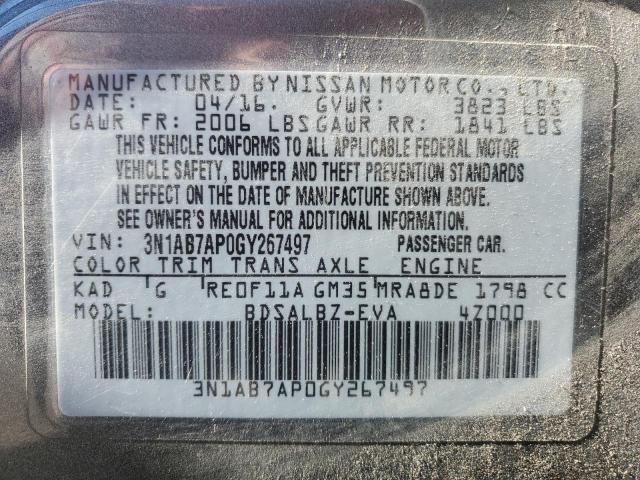 MANUFACTURED BY NISSAN MOTOR CO., LTD.
DATE: 04/16. GVWR: 3823 LBS
GAWR FR: 2006 LBS GAWR RR: 1841 LBS
THIS VEHICLE CONFORMS TO ALL APPLICABLE FEDERAL MOTOR
VEHICLE SAFETY, BUMPER AND THEFT PREVENTION STANDARDS
IN EFFECT ON THE DATE OF MANUFACTURE SHOWN ABOVE.
SEE OWNER'S MANUAL FOR ADDITIONAL INFORMATION.
VIN: 3N1AB7AP0GY267497 PASSENGER CAR.
COLOR TRIM TRANS AXLE ENGINE
KAD G RE0F11A GM35 MRA8DE 1798 CC
MODEL: BDSALBZ-EVA 4Z000
3N1AB7AP0GY267497